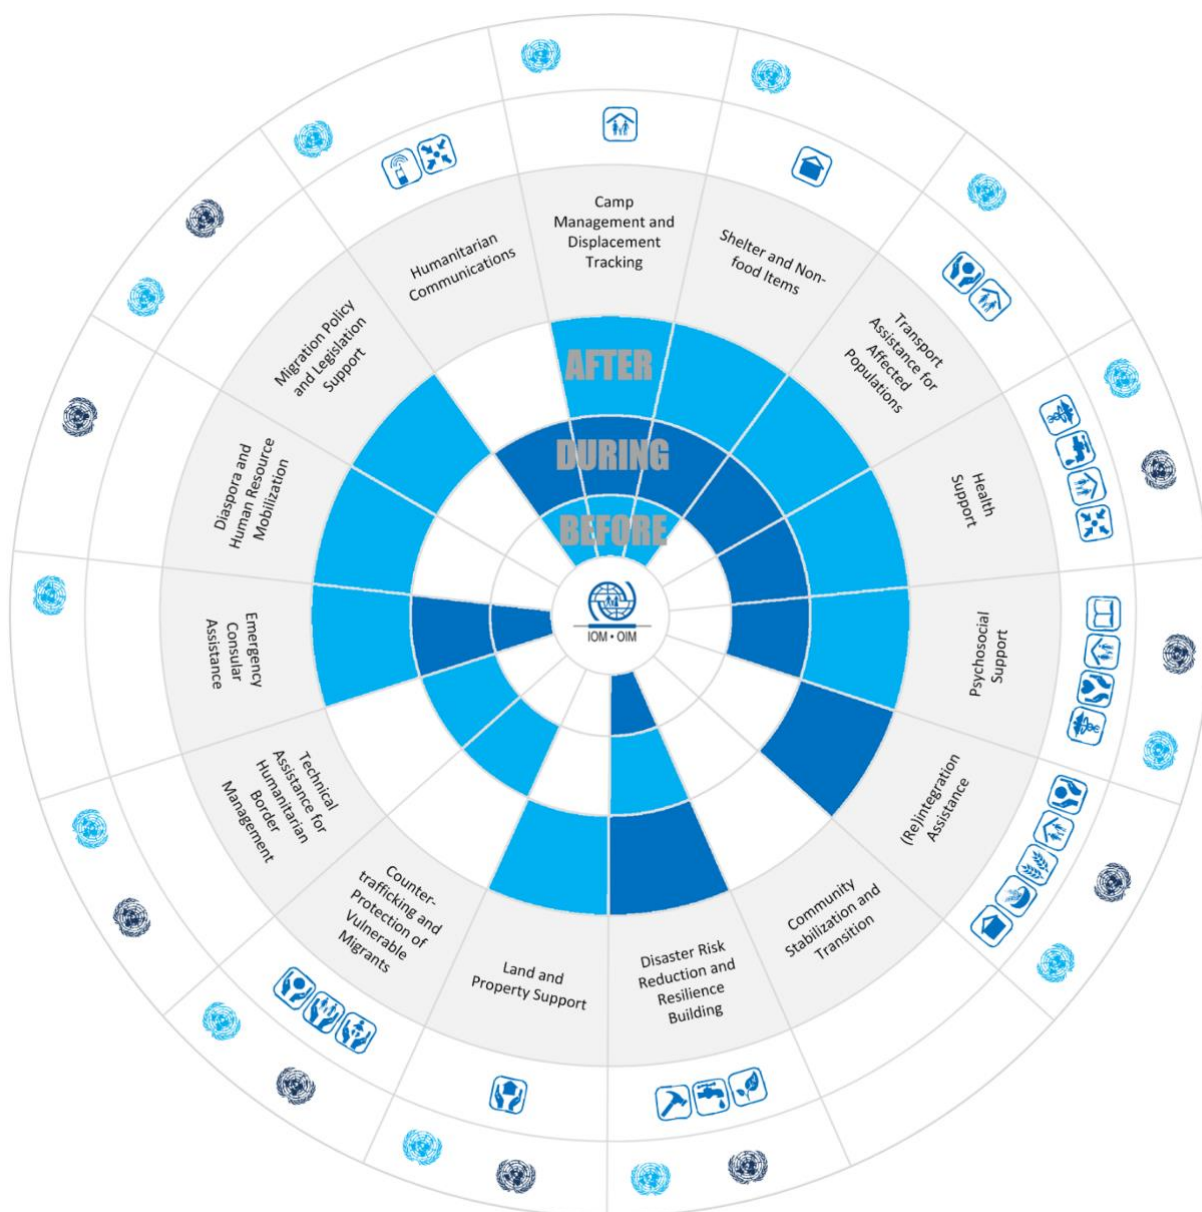 Camp
Management and
Displacement
Tracking
Shelter and Non-
food Items
Transport
Assistance for
Affected
Populations
Health
Support
Psychosocial
Support
(Re)integration
Assistance
Community
Stabilization and
Transition
Disaster Risk
Reduction and
Resilience
Building
Land and
Property Support
Counter-
trafficking and
Protection of
Vulnerable
Migrants
Technical
Assistance for
Humanitarian
Border
Management
Emergency
Consular
Assistance
Diaspora and
Human Resource
Mobilization
Migration Policy
and Legislation
Support
Humanitarian
Communications
AFTER
DURING
BEFORE
IOM • OIM